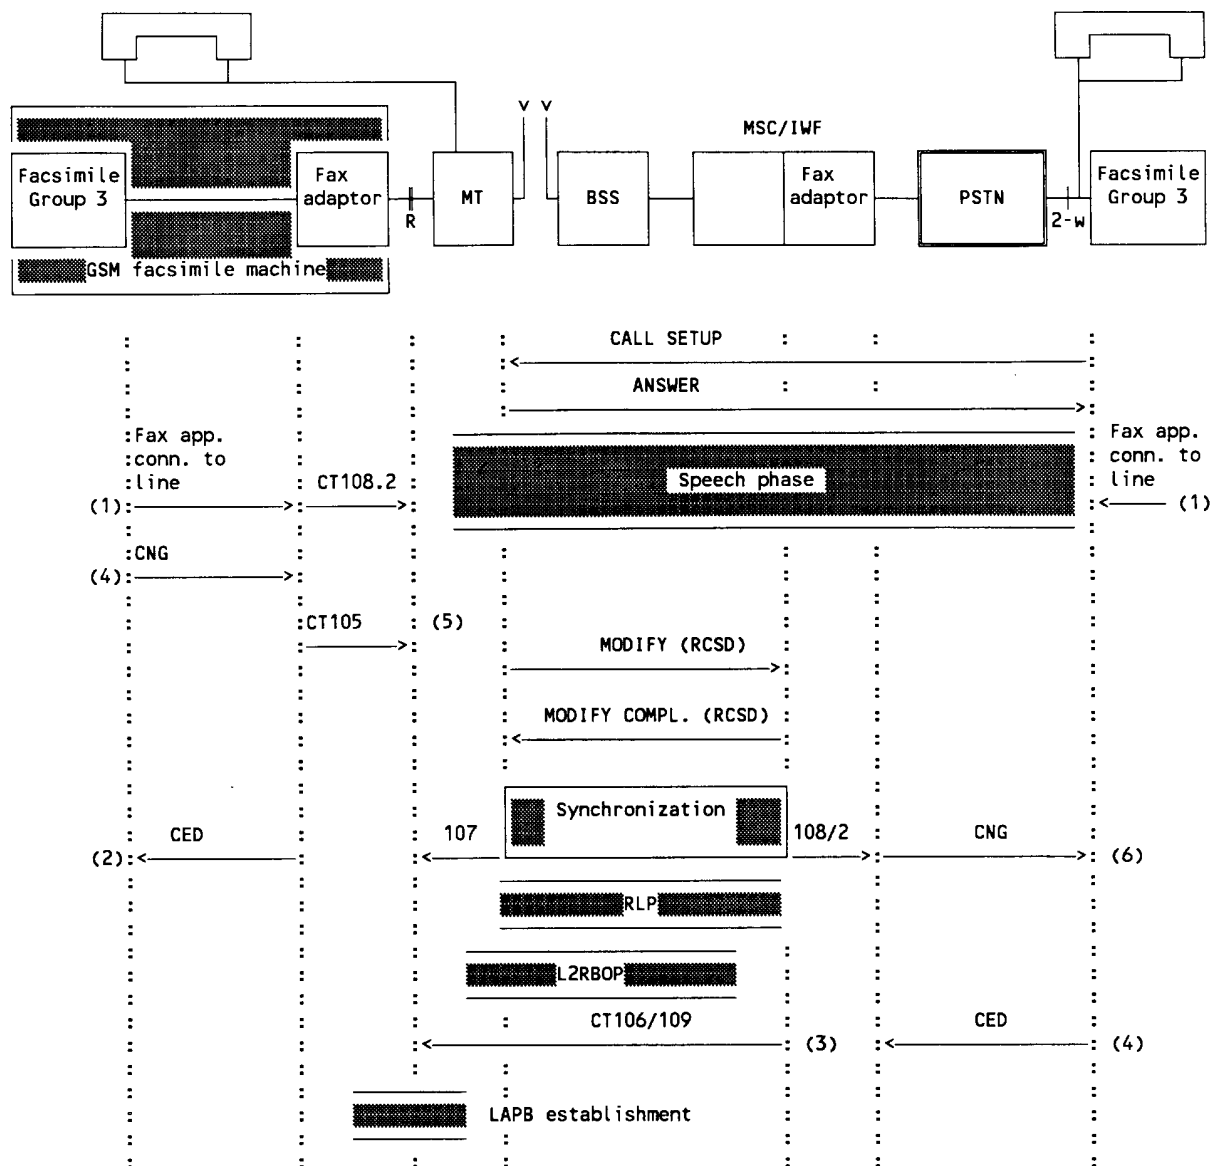 MSC/IWF
Facsimile
Group 3
Fax
adaptor
R
MT
BSS
Fax
adaptor
PSTN
2-w
Facsimile
Group 3
GSM facsimile machine
CALL SETUP
ANSWER
Fax app.
conn. to
line
(1)
CT108.2
Speech phase
Fax app.
conn. to
line
(1)
CNG
(4)
CT105
(5)
MODIFY (RCSD)
MODIFY COMPL. (RCSD)
Synchronization
CED
(2)
107
108/2
CNG
(6)
RLP
L2RBOP
CT106/109
(3)
CED
(4)
LAPB establishment